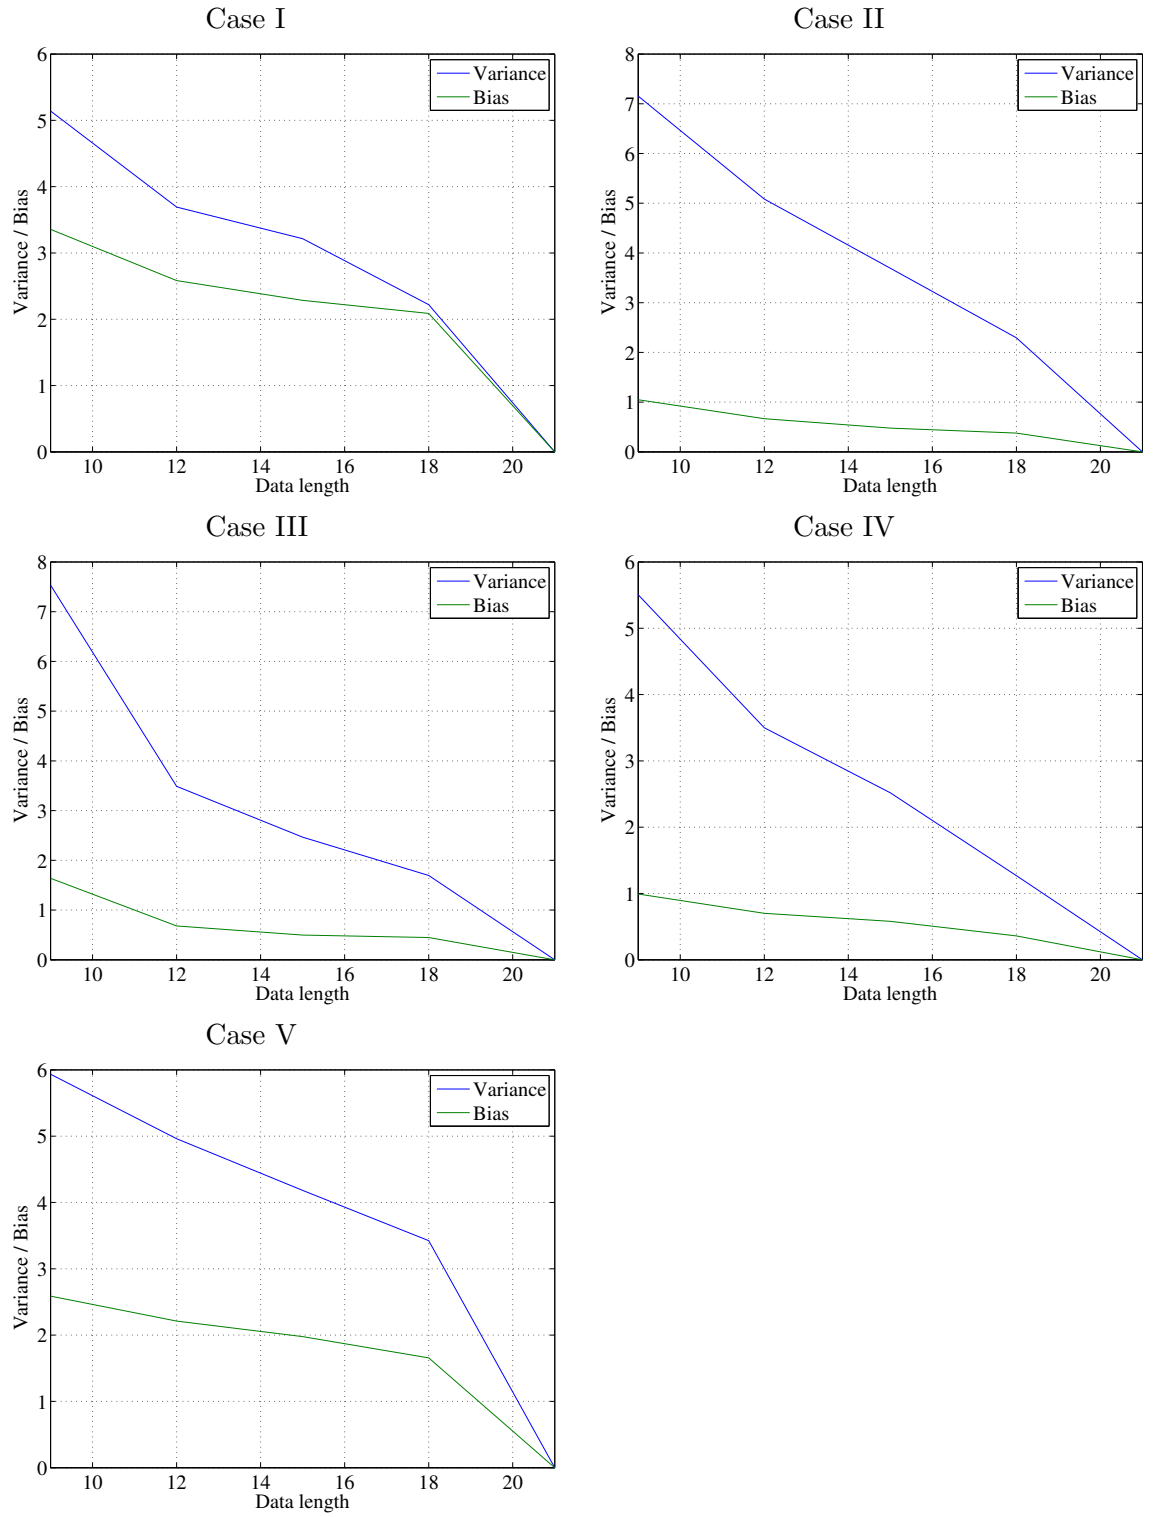 Case I
6
5
4
3
2
1
0
Variance / Bias
Variance
Bias
10 12 14 16 18 20
Data length
Case II
8
7
6
5
4
3
2
1
0
Variance / Bias
Variance
Bias
10 12 14 16 18 20
Data length
Case III
8
7
6
5
4
3
2
1
0
Variance / Bias
Variance
Bias
10 12 14 16 18 20
Data length
Case IV
6
5
4
3
2
1
0
Variance / Bias
Variance
Bias
10 12 14 16 18 20
Data length
Case V
6
5
4
3
2
1
0
Variance / Bias
Variance
Bias
10 12 14 16 18 20
Data length